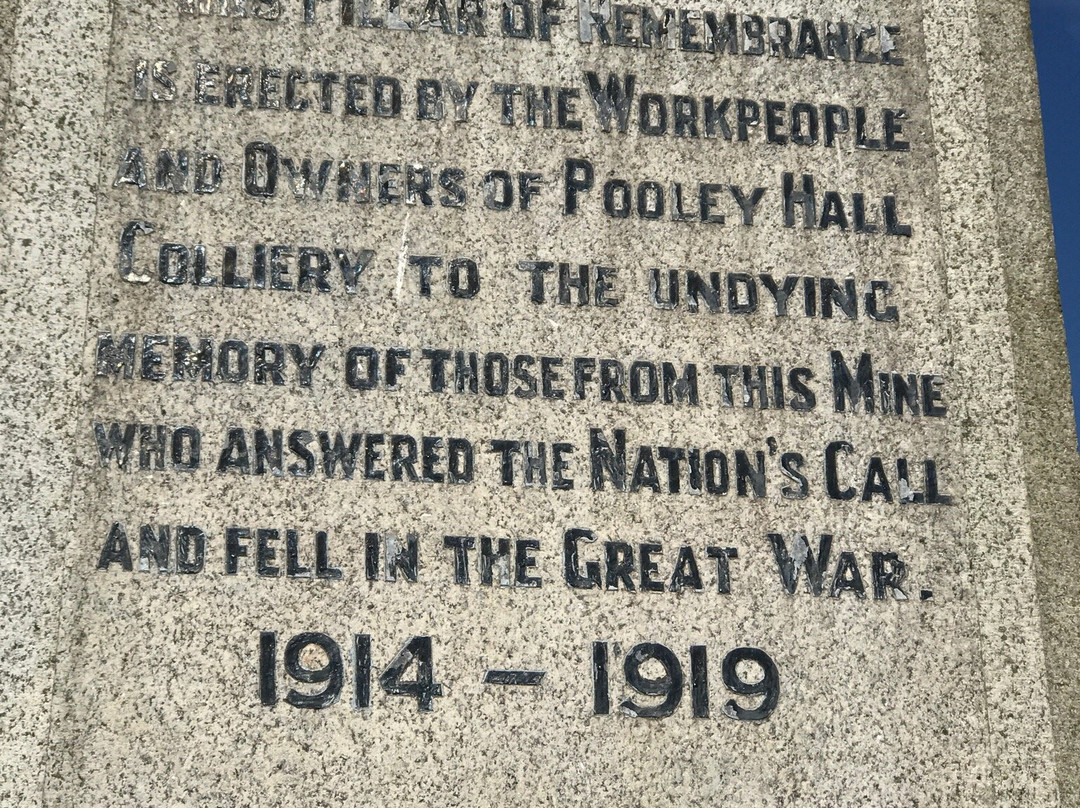 THIS PILLAR OF REMEMBRANCE
IS ERECTED BY THE WORKPEOPLE
AND OWNERS OF POOLEY HALL
COLLIERY TO THE UNDYING
MEMORY OF THOSE FROM THIS MINE
WHO ANSWERED THE NATION'S CALL
AND FELL IN THE GREAT WAR.
1914 — 1919